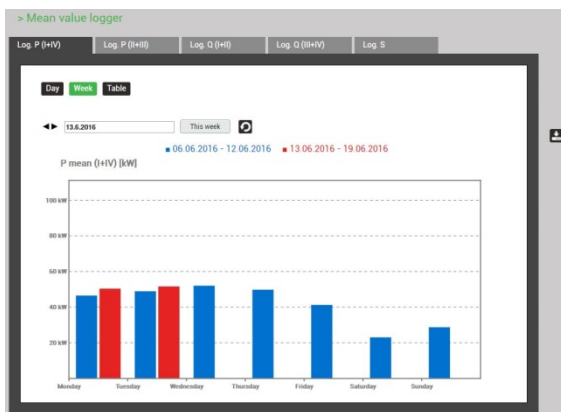 > Mean value logger
Log. P (I+IV) Log. P (II+III) Log. Q (I+II) Log. Q (III+IV) Log. S
Day Week Table
13.6.2016 This week
06.06.2016 - 12.06.2016 13.06.2016 - 19.06.2016
P mean (I+IV) [kW]
100 kW
80 kW
60 kW
40 kW
20 kW
Monday Tuesday Wednesday Thursday Friday Saturday Sunday